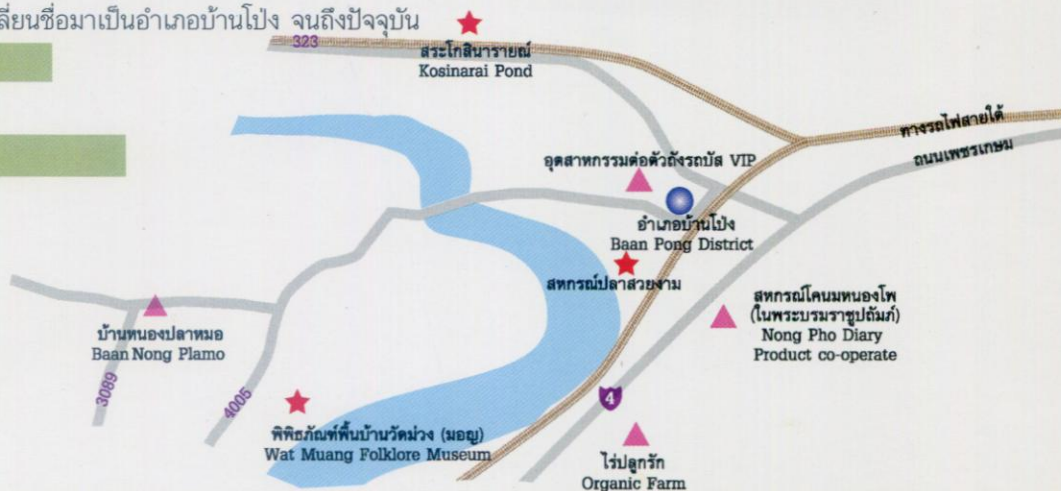 ลี่ยนชื่อมาเป็นอำเภอบ้านโป่ง จนถึงปัจจุบัน
323
สระโกสินารายณ์
Kosinarai Pond
ทางรถไฟสายใต้
ถนนเพชรเกษม
อุตสาหกรรมต่อตัวถังรถบัส VIP
อำเภอบ้านโป่ง
Baan Pong District
สหกรณ์ปลาสวยงาม
สหกรณ์โคนมหนองโพ
(ในพระบรมราชูปถัมภ์)
Nong Pho Diary
Product co-operate
บ้านหนองปลาหมอ
Baan Nong Plamo
3089
4005
4
พิพิธภัณฑ์พื้นบ้านวัดม่วง (มอญ)
Wat Muang Folklore Museum
ไร่ปลูกรัก
Organic Farm